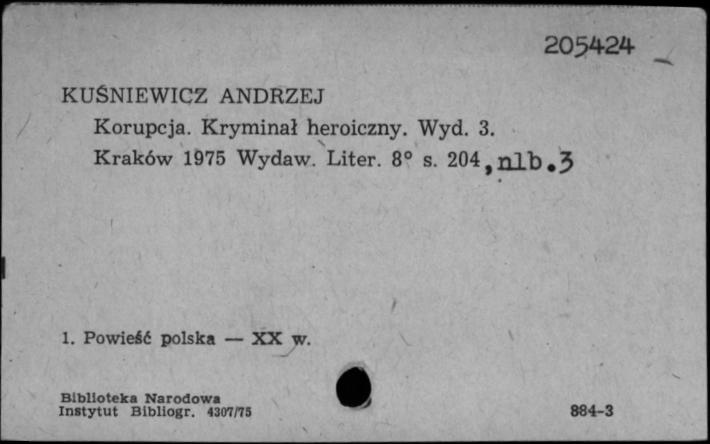 205424
KUŚNIEWICZ ANDRZEJ
Korupcja. Kryminał heroiczny. Wyd. 3.
Kraków 1975 Wydaw. Liter. 8° s. 204, nlb.3
1. Powieść polska — XX w.
Biblioteka Narodowa
Instytut Bibliogr. 4307/75
884-3